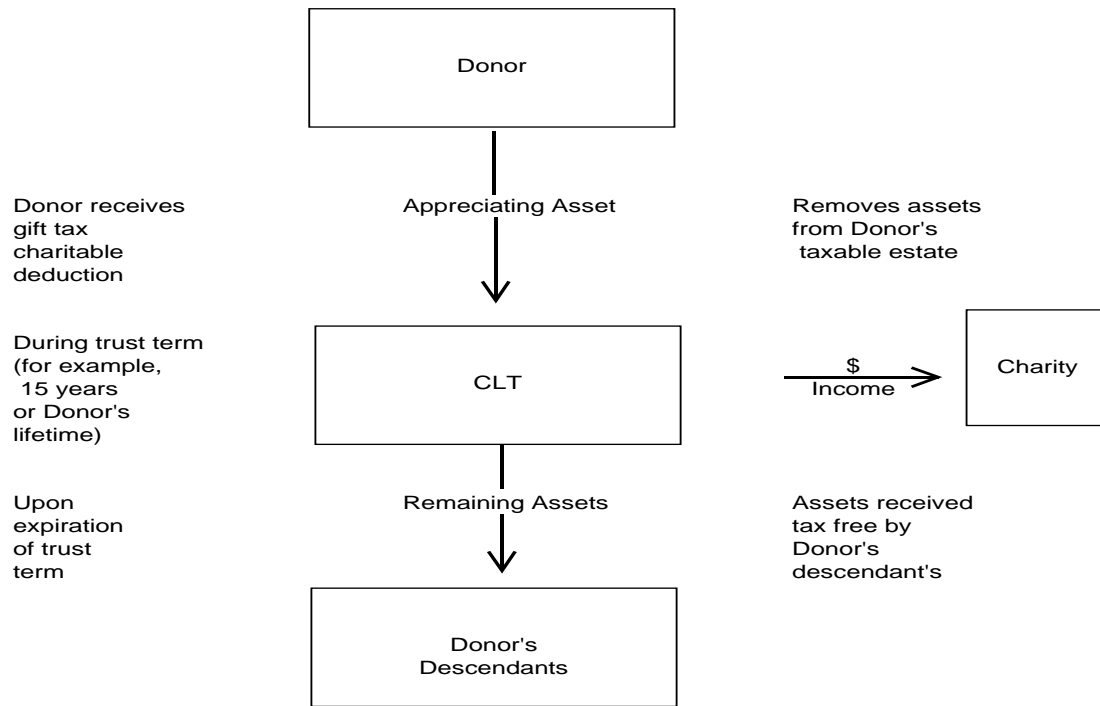 Donor
Donor receives
gift tax
charitable
deduction
Appreciating Asset
Removes assets
from Donor's
taxable estate
During trust term
(for example,
15 years
or Donor's
lifetime)
CLT
$
Income
Charity
Upon
expiration
of trust
term
Remaining Assets
Assets received
tax free by
Donor's
descendant's
Donor's
Descendants